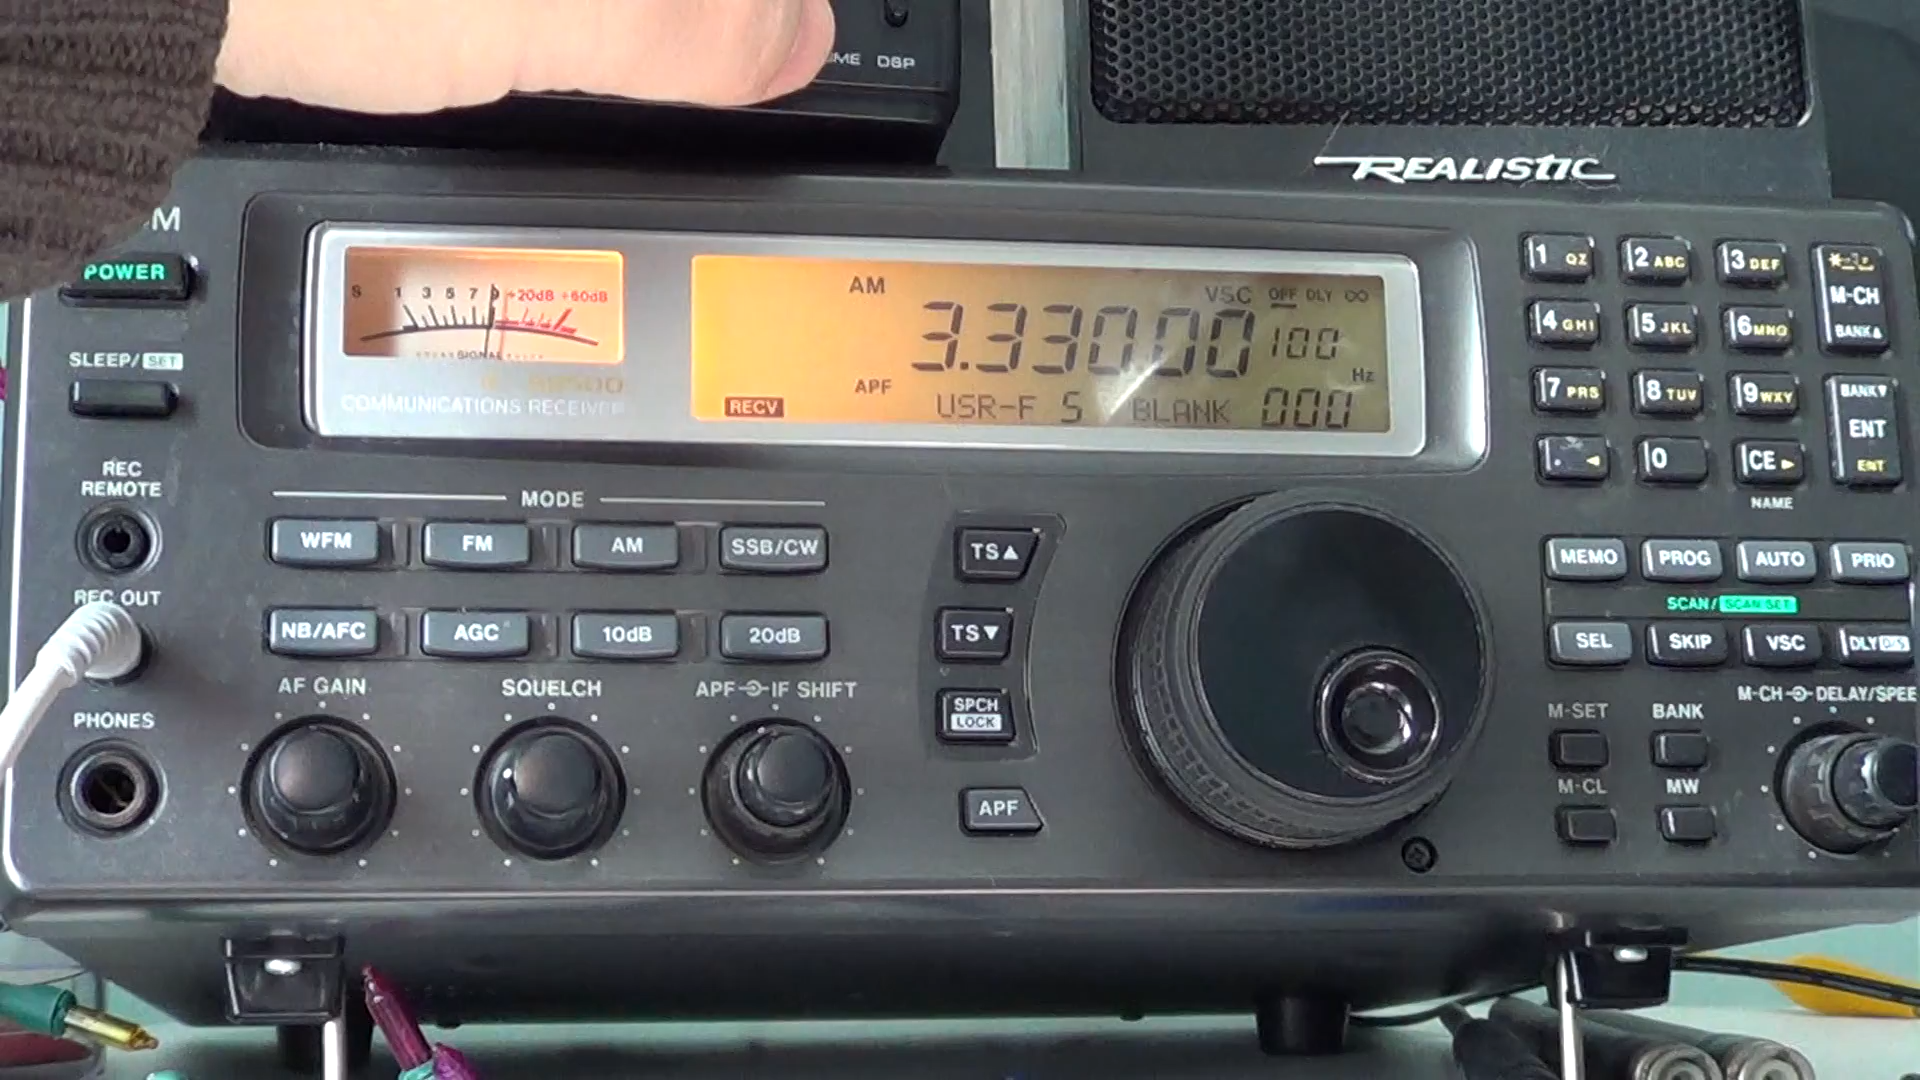 DSP
REALISTIC
POWER
S 1 3 5 7 9 +20dB +60dB
SIGNAL
COMMUNICATIONS RECEIVER
AM
VSC OFF DLY ∞
3.330.00 100
Hz
APF
RECV
USR-F S BLANK 000
SLEEP/SET
REC
REMOTE
REC OUT
PHONES
MODE
WFM FM AM SSB/CW
NB/AFC AGC 10dB 20dB
AF GAIN SQUELCH APF IF SHIFT
TS▲
TS▼
SPCH
LOCK
APF
1 QZ 2 ABC 3 DEF
M-CH
BANK▲
4 GHI 5 JKL 6 MNO
7 PRS 8 TUV 9 WXY
BANK▼
ENT
ENT
. ◄ 0 CE ►
NAME
MEMO PROG AUTO PRIO
SCAN/SCAN SET
SEL SKIP VSC DLY
M-CH DELAY/SPEE
M-SET BANK
M-CL MW